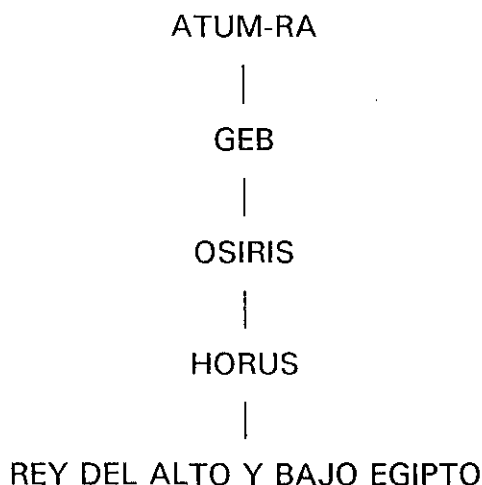 ATUM-RA
GEB
OSIRIS
HORUS
REY DEL ALTO Y BAJO EGIPTO